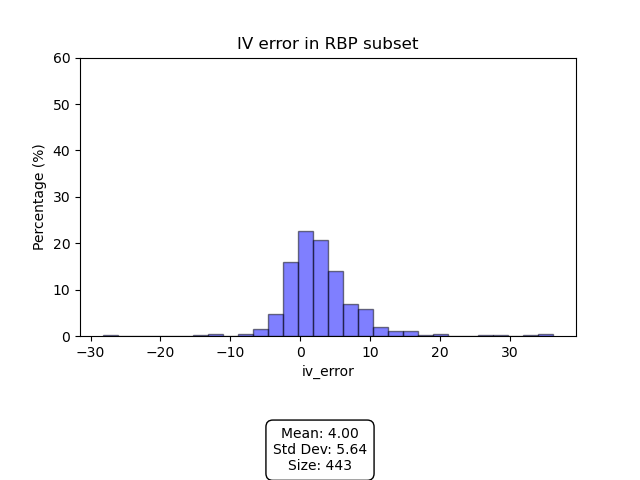 IV error in RBP subset
60
50
40
30
20
10
0
Percentage (%)
−30
−20
−10
0
10
20
30
iv_error
Mean: 4.00
Std Dev: 5.64
Size: 443